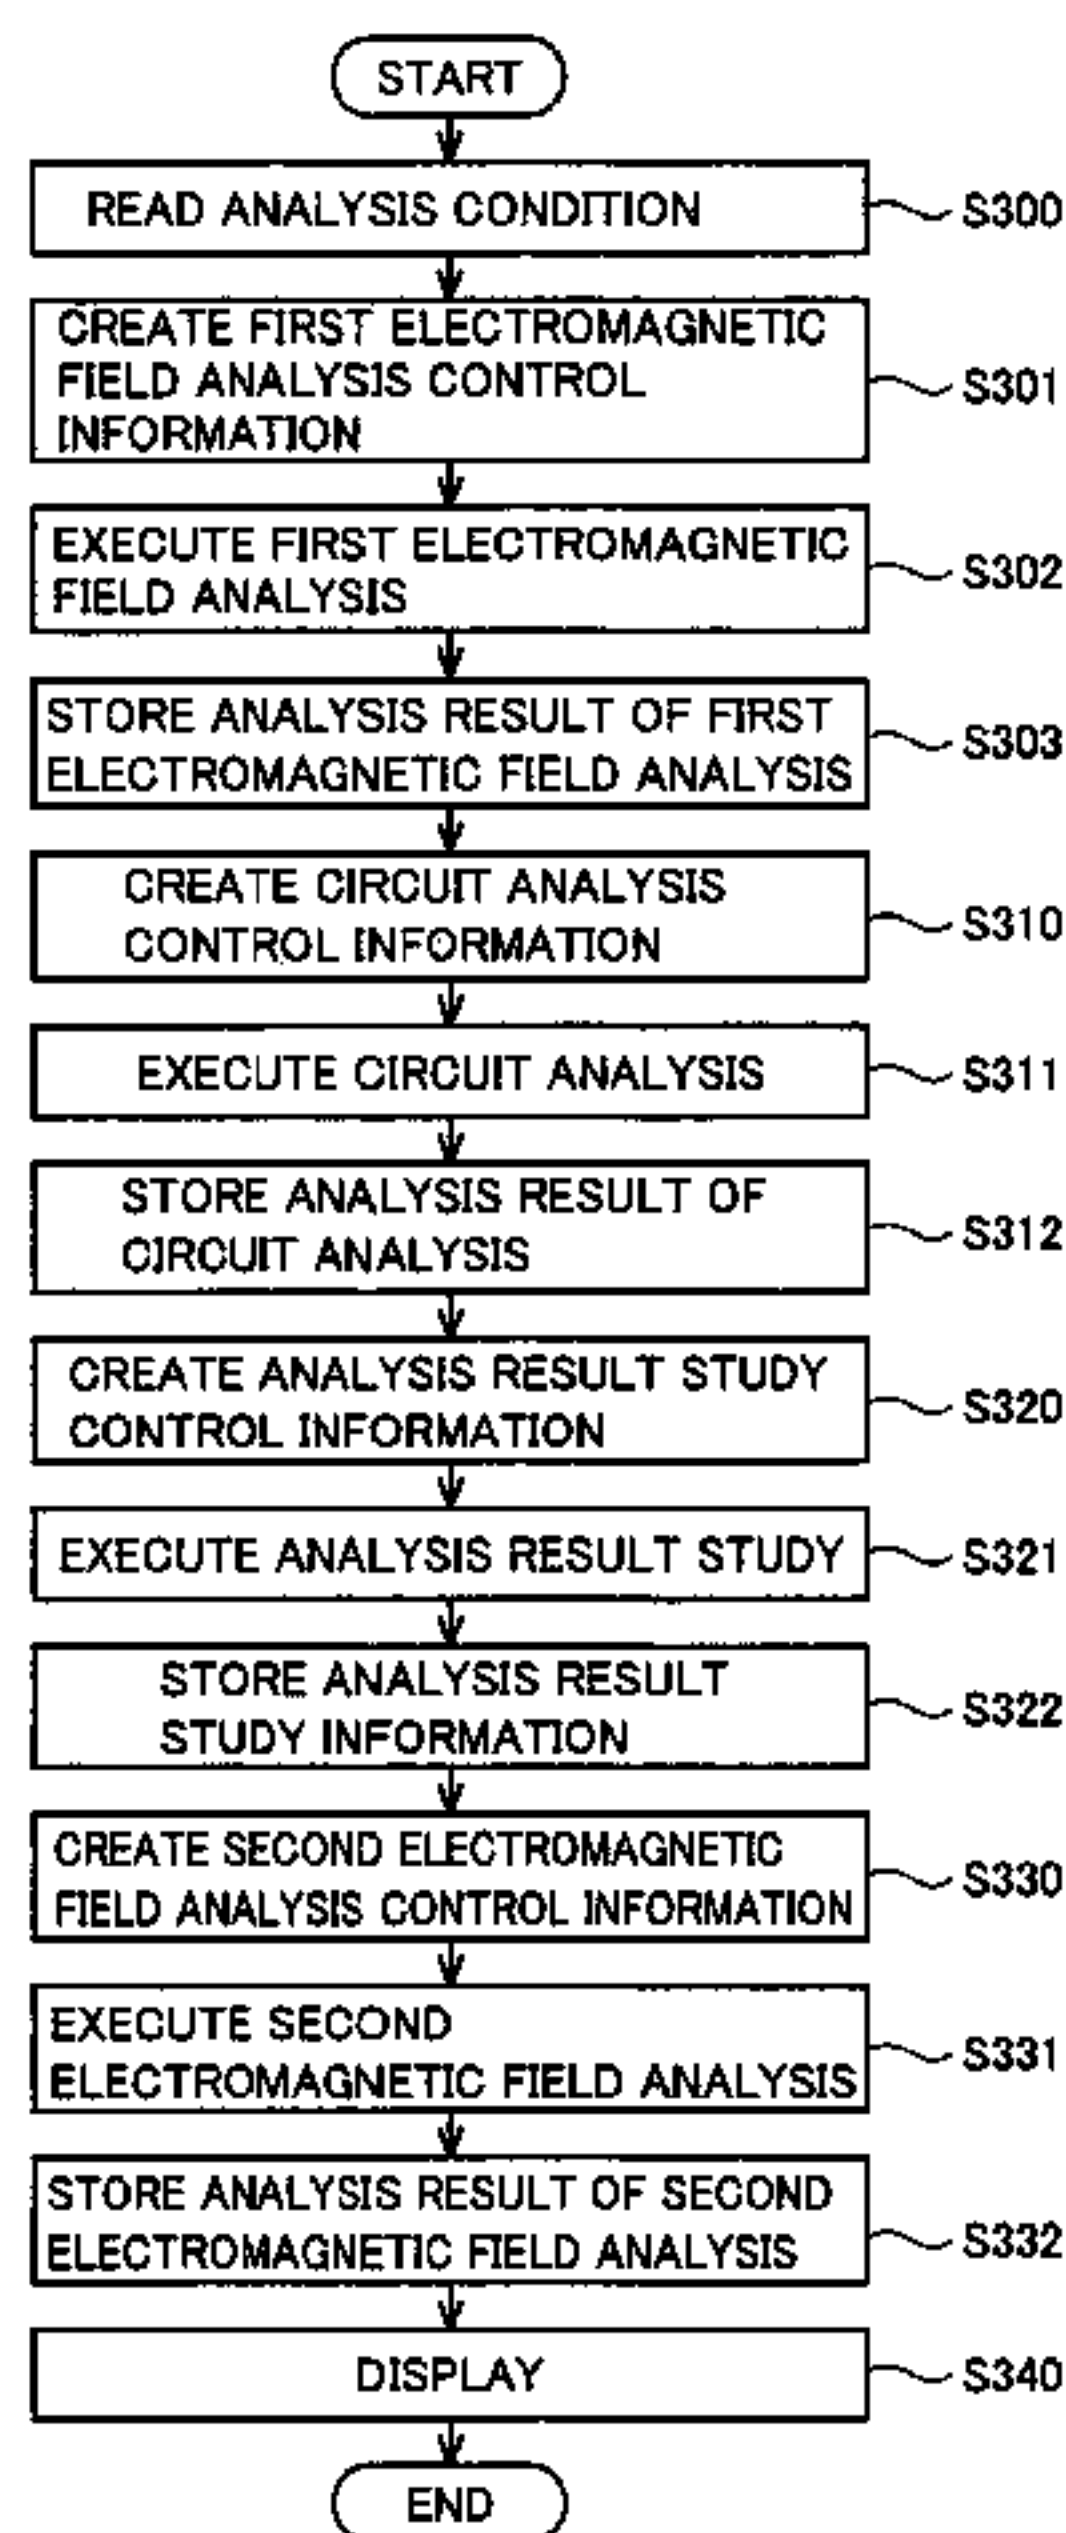 START
READ ANALYSIS CONDITION
S300
CREATE FIRST ELECTROMAGNETIC
FIELD ANALYSIS CONTROL
INFORMATION
S301
EXECUTE FIRST ELECTROMAGNETIC
FIELD ANALYSIS
S302
STORE ANALYSIS RESULT OF FIRST
ELECTROMAGNETIC FIELD ANALYSIS
S303
CREATE CIRCUIT ANALYSIS
CONTROL INFORMATION
S310
EXECUTE CIRCUIT ANALYSIS
S311
STORE ANALYSIS RESULT OF
CIRCUIT ANALYSIS
S312
CREATE ANALYSIS RESULT STUDY
CONTROL INFORMATION
S320
EXECUTE ANALYSIS RESULT STUDY
S321
STORE ANALYSIS RESULT
STUDY INFORMATION
S322
CREATE SECOND ELECTROMAGNETIC
FIELD ANALYSIS CONTROL INFORMATION
S330
EXECUTE SECOND
ELECTROMAGNETIC FIELD ANALYSIS
S331
STORE ANALYSIS RESULT OF SECOND
ELECTROMAGNETIC FIELD ANALYSIS
S332
DISPLAY
S340
END